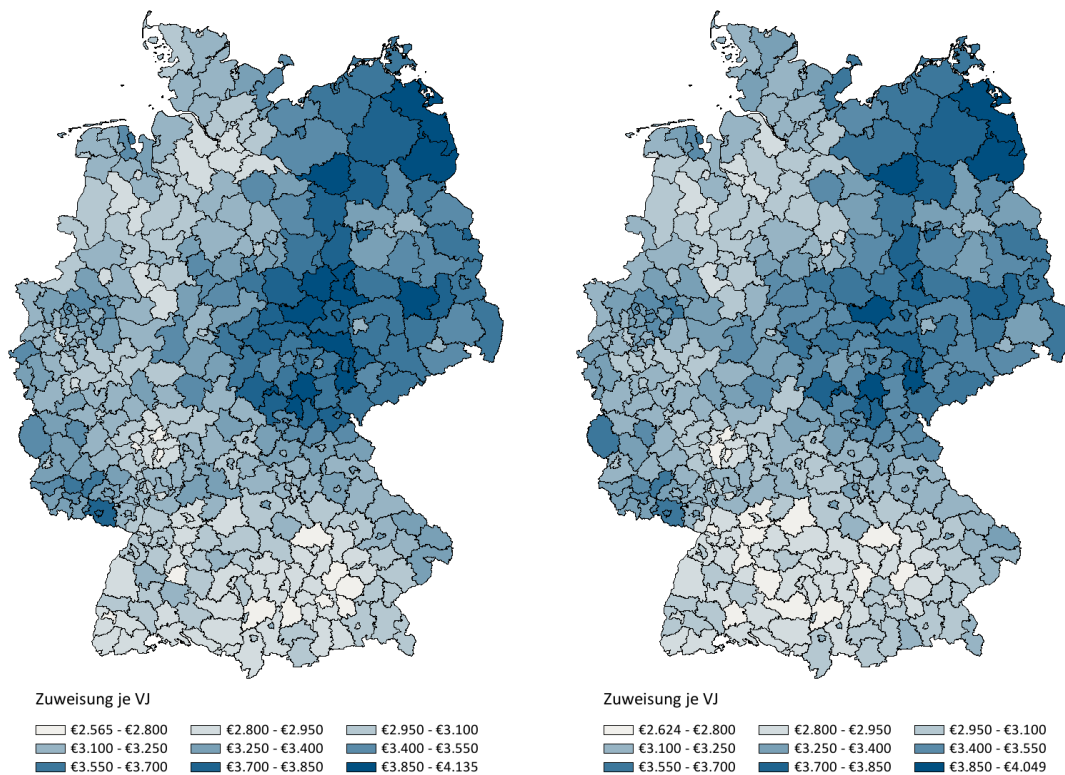 Zuweisung je VJ
€2.565 - €2.800 €2.800 - €2.950 €2.950 - €3.100
€3.100 - €3.250 €3.250 - €3.400 €3.400 - €3.550
€3.550 - €3.700 €3.700 - €3.850 €3.850 - €4.135
Zuweisung je VJ
€2.624 - €2.800 €2.800 - €2.950 €2.950 - €3.100
€3.100 - €3.250 €3.250 - €3.400 €3.400 - €3.550
€3.550 - €3.700 €3.700 - €3.850 €3.850 - €4.049